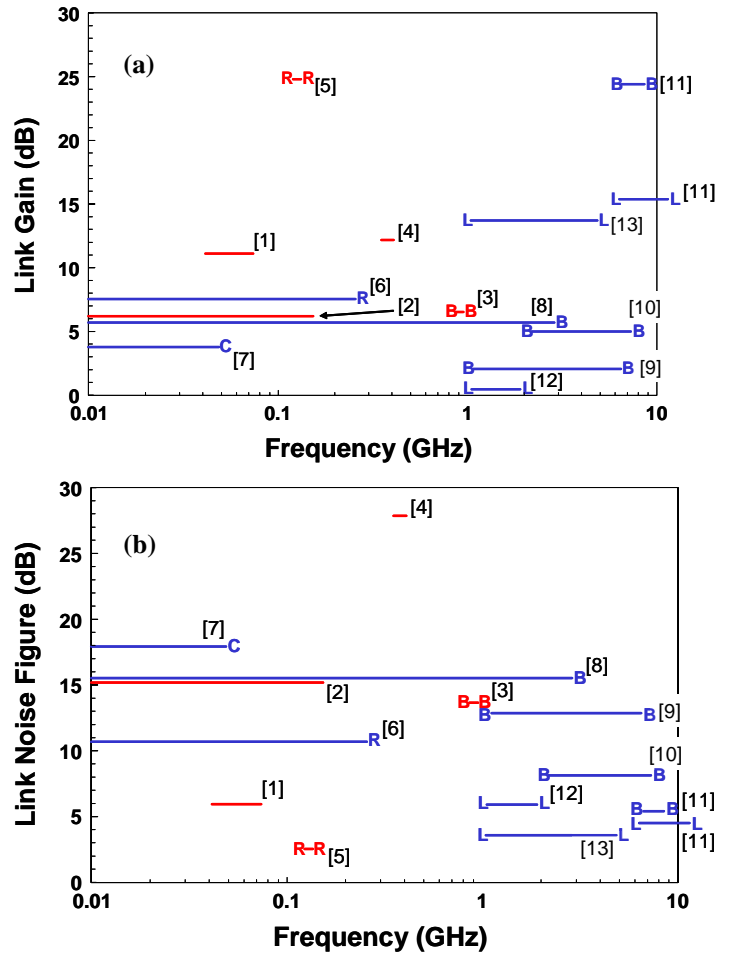 (a)
Link Gain (dB)
30
25
20
15
10
5
0
R R [5]
B B [11]
L L [11]
L L [13]
[1]
[4]
R [6]
[2]
B B [3]
B [8]
B B [10]
C [7]
B B [9]
L L [12]
0.01 0.1 1 10
Frequency (GHz)
(b)
Link Noise Figure (dB)
30
25
20
15
10
5
0
[4]
[7] C
B [8]
[2]
B B [3]
B B [9]
R [6]
B B [10]
[1]
L L [12]
B B [11]
L L [11]
L L [13]
R R [5]
0.01 0.1 1 10
Frequency (GHz)